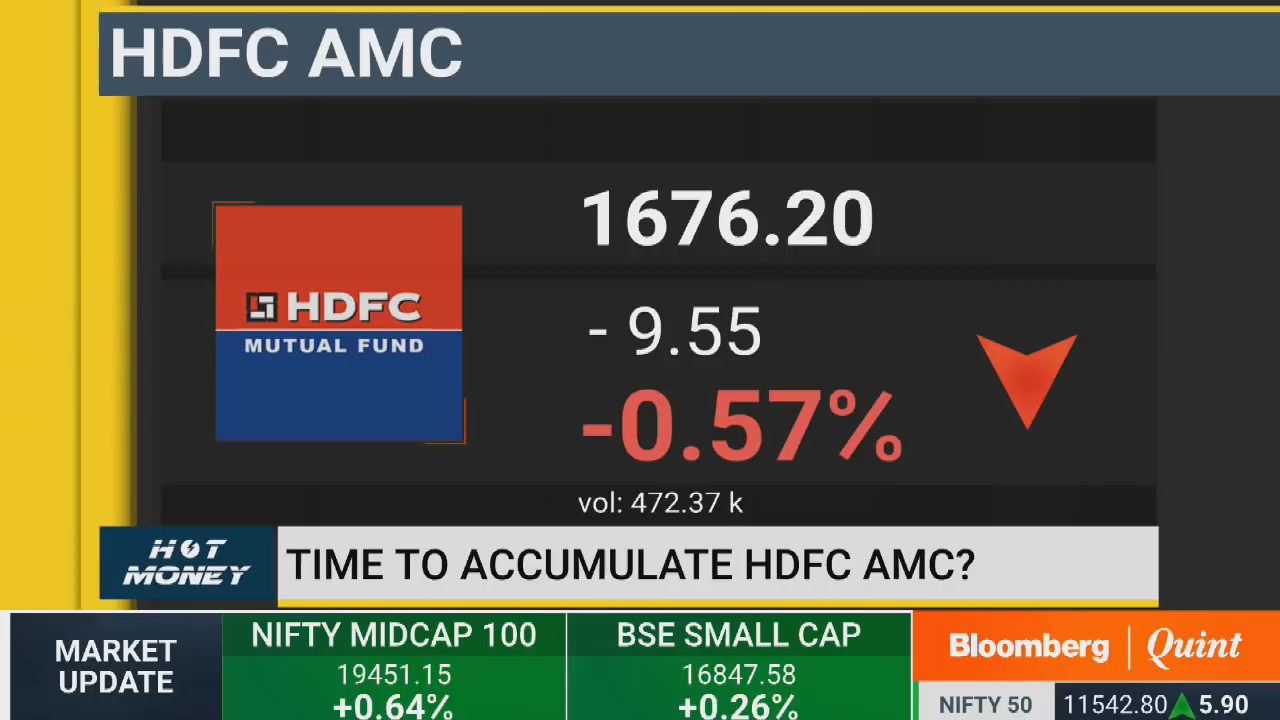 HDFC AMC
1676.20
HDFC
MUTUAL FUND
- 9.55
-0.57%
vol: 472.37 k
HOT
MONEY
TIME TO ACCUMULATE HDFC AMC?
MARKET
UPDATE
NIFTY MIDCAP 100
19451.15
+0.64%
BSE SMALL CAP
16847.58
+0.26%
Bloomberg | Quint
NIFTY 50 11542.80 5.90